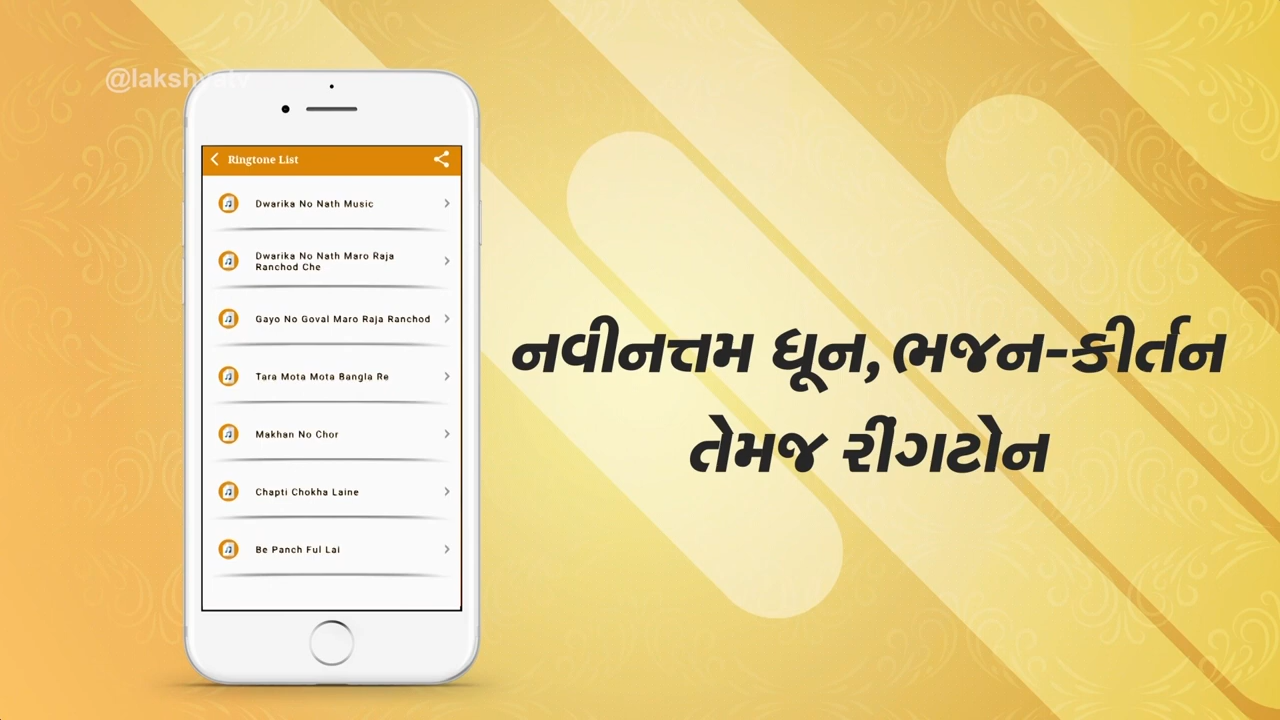 @lakshyatv
Ringtone List
Dwarika No Nath Music
Dwarika No Nath Maro Raja
Ranchod Che
Gayo No Goval Maro Raja Ranchod
Tara Mota Mota Bangla Re
Makhan No Chor
Chapti Chokha Laine
Be Panch Ful Lai
નવીનત્તમ ધૂન, ભજન-કીર્તન
તેમજ રીંગટોન